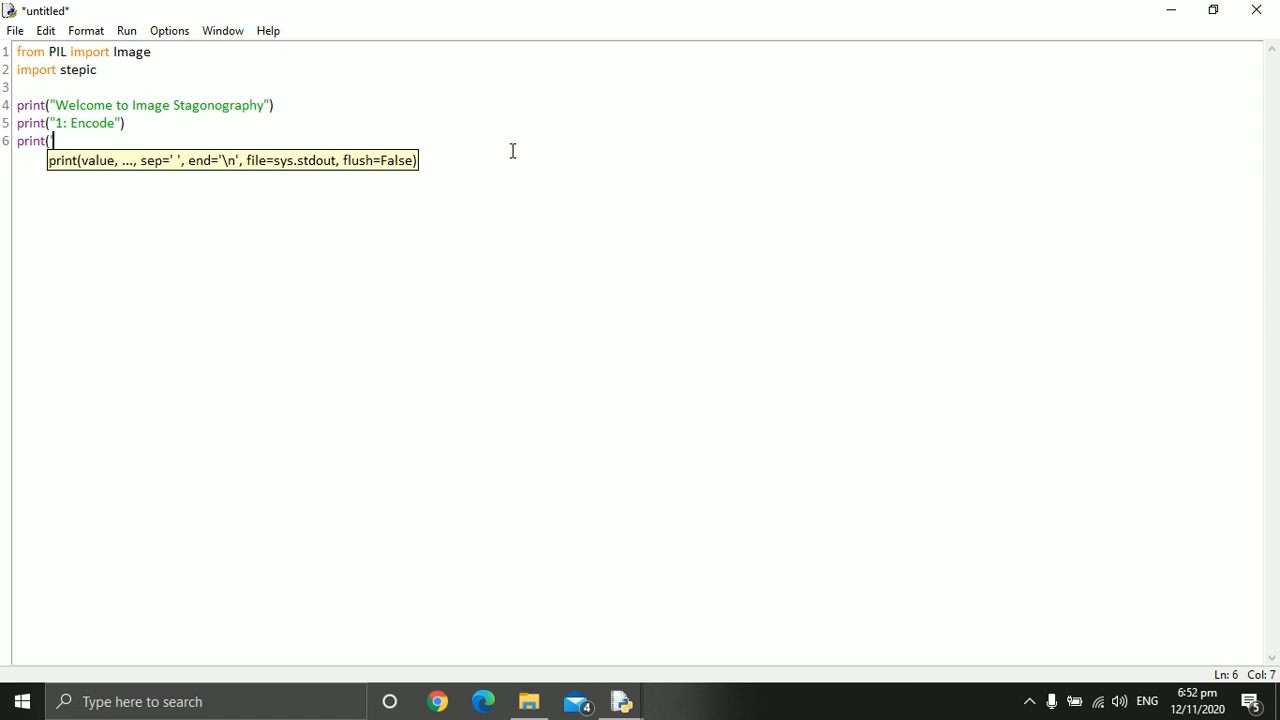 *untitled*
File Edit Format Run Options Window Help
1 from PIL import Image
2 import stepic
3
4 print("Welcome to Image Stagonography")
5 print("1: Encode")
6 print("
print(value, ..., sep=' ', end='\n', file=sys.stdout, flush=False)
Ln: 6 Col: 7
Type here to search
4
ENG
6:52 pm
12/11/2020
5